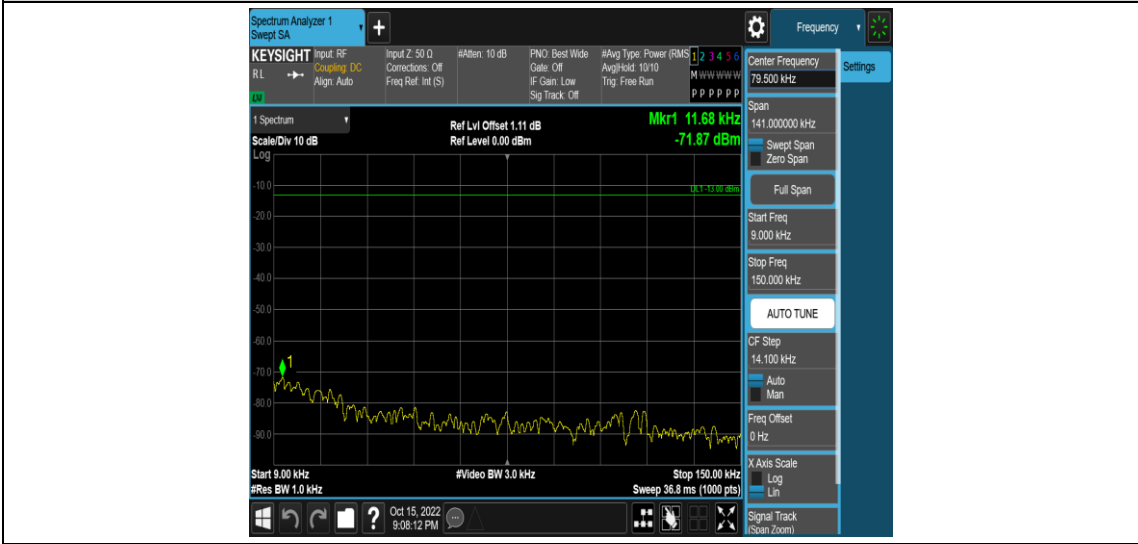 Spectrum Analyzer 1
Swept SA
+
Frequency
KEYSIGHT
RL
Input: RF
Coupling: DC
Align: Auto
Input Z: 50 Ω
Corrections: Off
Freq Ref: Int (S)
#Atten: 10 dB
PNO: Best Wide
Gate: Off
IF Gain: Low
Sig Track: Off
#Avg Type: Power (RMS
Avg|Hold: 10/10
Trig: Free Run
1 2 3 4 5 6
M W W W W W
P P P P P P
1 Spectrum
Scale/Div 10 dB
Log
Ref Lvl Offset 1.11 dB
Ref Level 0.00 dBm
Mkr1 11.68 kHz
-71.87 dBm
DL1 -13.00 dBm
-10.0
-20.0
-30.0
-40.0
-50.0
-60.0
-70.0
-80.0
-90.0
1
Start 9.00 kHz
#Res BW 1.0 kHz
#Video BW 3.0 kHz
Stop 150.00 kHz
Sweep 36.8 ms (1000 pts)
?
Oct 15, 2022
9:08:12 PM
Center Frequency
79.500 kHz
Settings
Span
141.000000 kHz
Swept Span
Zero Span
Full Span
Start Freq
9.000 kHz
Stop Freq
150.000 kHz
AUTO TUNE
CF Step
14.100 kHz
Auto
Man
Freq Offset
0 Hz
X Axis Scale
Log
Lin
Signal Track
(Span Zoom)